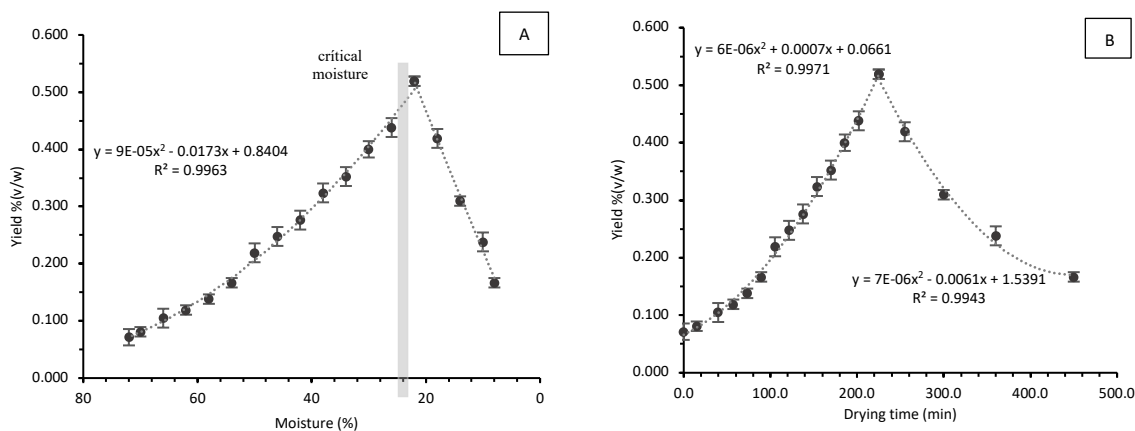 A
0.600
0.500
0.400
0.300
0.200
0.100
0.000
Yield %(v/w)
crítical
moisture
y = 9E-05x² - 0.0173x + 0.8404
R² = 0.9963
80
60
40
20
0
Moisture (%)
B
0.600
0.500
0.400
0.300
0.200
0.100
0.000
Yield %(v/w)
y = 6E-06x² + 0.0007x + 0.0661
R² = 0.9971
y = 7E-06x² - 0.0061x + 1.5391
R² = 0.9943
0.0
100.0
200.0
300.0
400.0
500.0
Drying time (min)